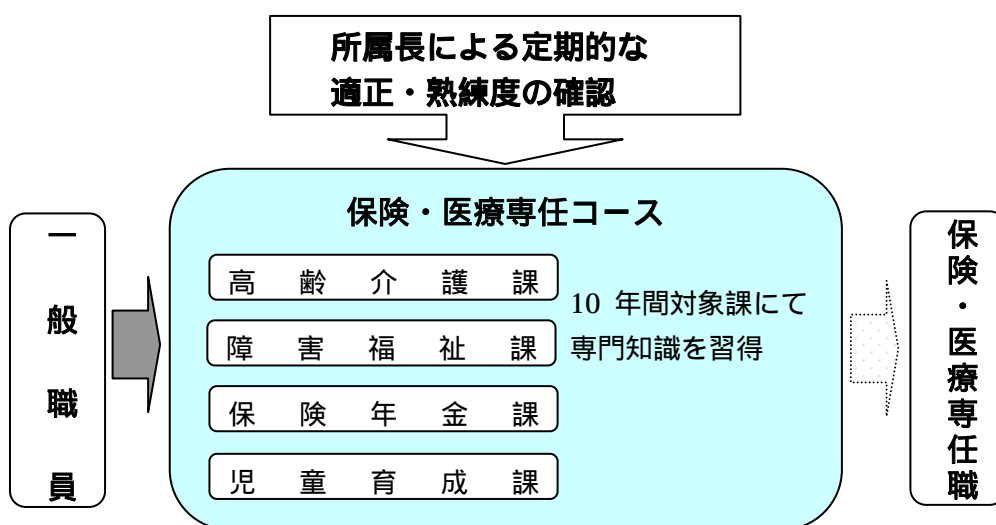 所属長による定期的な
適正・熟練度の確認
一般職員
保険・医療専任コース
高齢介護課
障害福祉課
保険年金課
児童育成課
10 年間対象課にて
専門知識を習得
保険・医療専任職